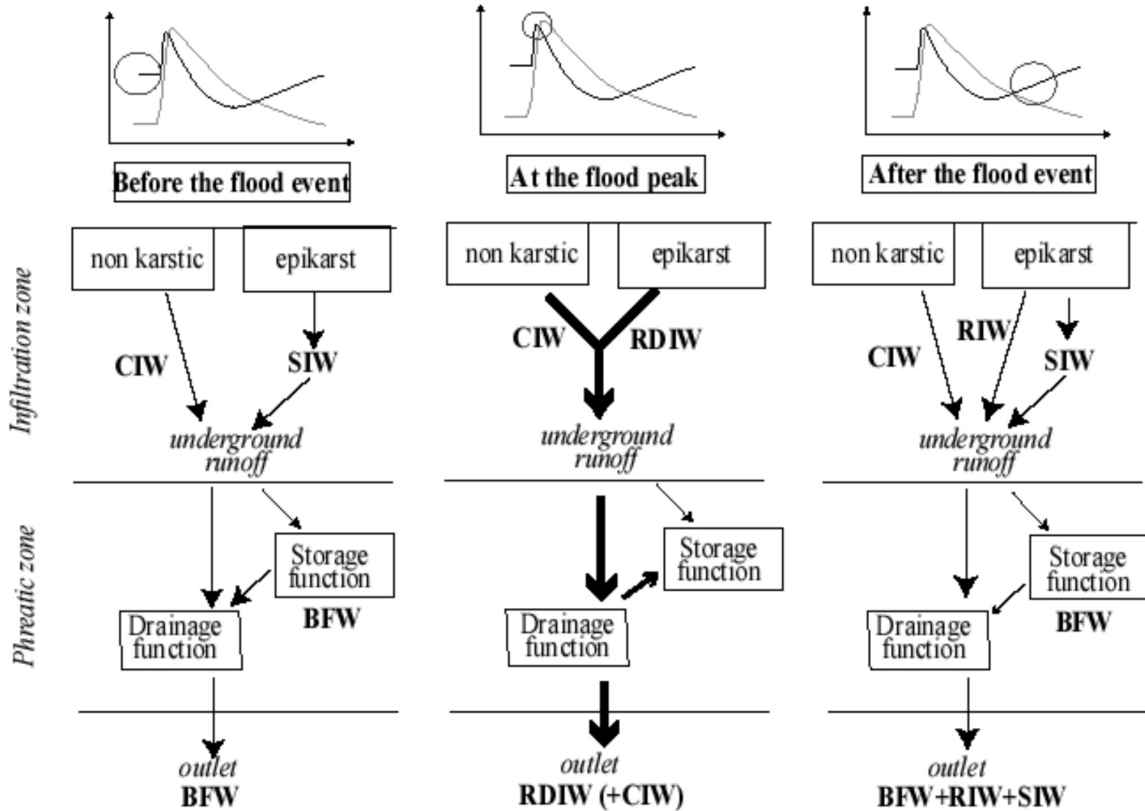 Before the flood event
At the flood peak
After the flood event
Infiltration zone
non karstic
epikarst
CIW
SIW
underground
runoff
non karstic
epikarst
CIW
RDIW
underground
runoff
non karstic
epikarst
CIW
RIW
SIW
underground
runoff
Phreatic zone
Storage
function
BFW
Drainage
function
outlet
BFW
Storage
function
Drainage
function
outlet
RDIW (+CIW)
Storage
function
BFW
Drainage
function
outlet
BFW+RIW+SIW